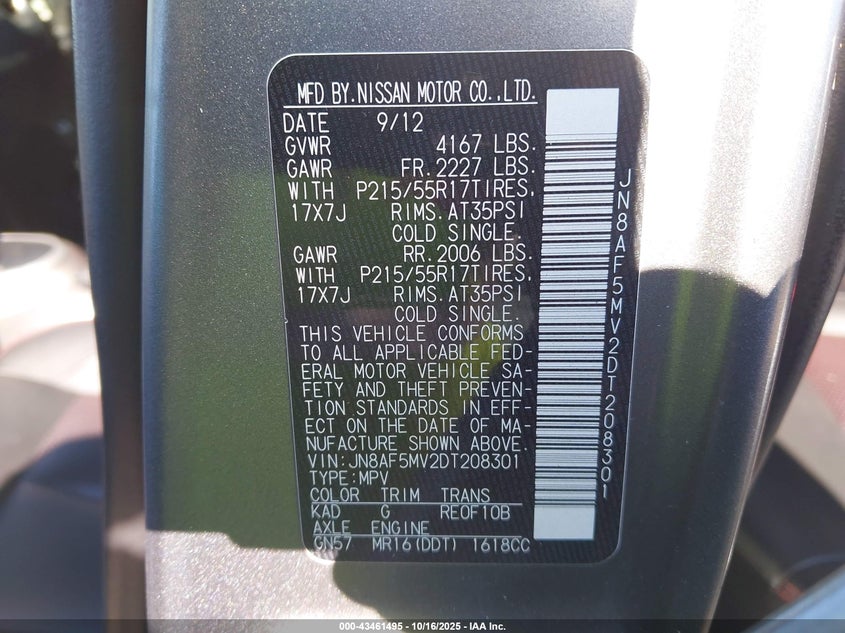 MFD BY.NISSAN MOTOR CO.,LTD.
DATE 9/12
GVWR 4167 LBS.
GAWR FR.2227 LBS.
WITH P215/55R17TIRES,
17X7J RIMS.AT35PSI
COLD SINGLE.
GAWR RR.2006 LBS.
WITH P215/55R17TIRES,
17X7J RIMS.AT35PSI
COLD SINGLE.
THIS VEHICLE CONFORMS
TO ALL APPLICABLE FED-
ERAL MOTOR VEHICLE SA-
FETY AND THEFT PREVEN-
TION STANDARDS IN EFF-
ECT ON THE DATE OF MA-
NUFACTURE SHOWN ABOVE.
VIN:JN8AF5MV2DT208301
TYPE:MPV
COLOR TRIM TRANS
KAD G REOF10B
AXLE ENGINE
GN57 MR16(DDT) 1618CC
JN8AF5MV2DT208301
000-43461495 - 10/16/2025 - IAA Inc.